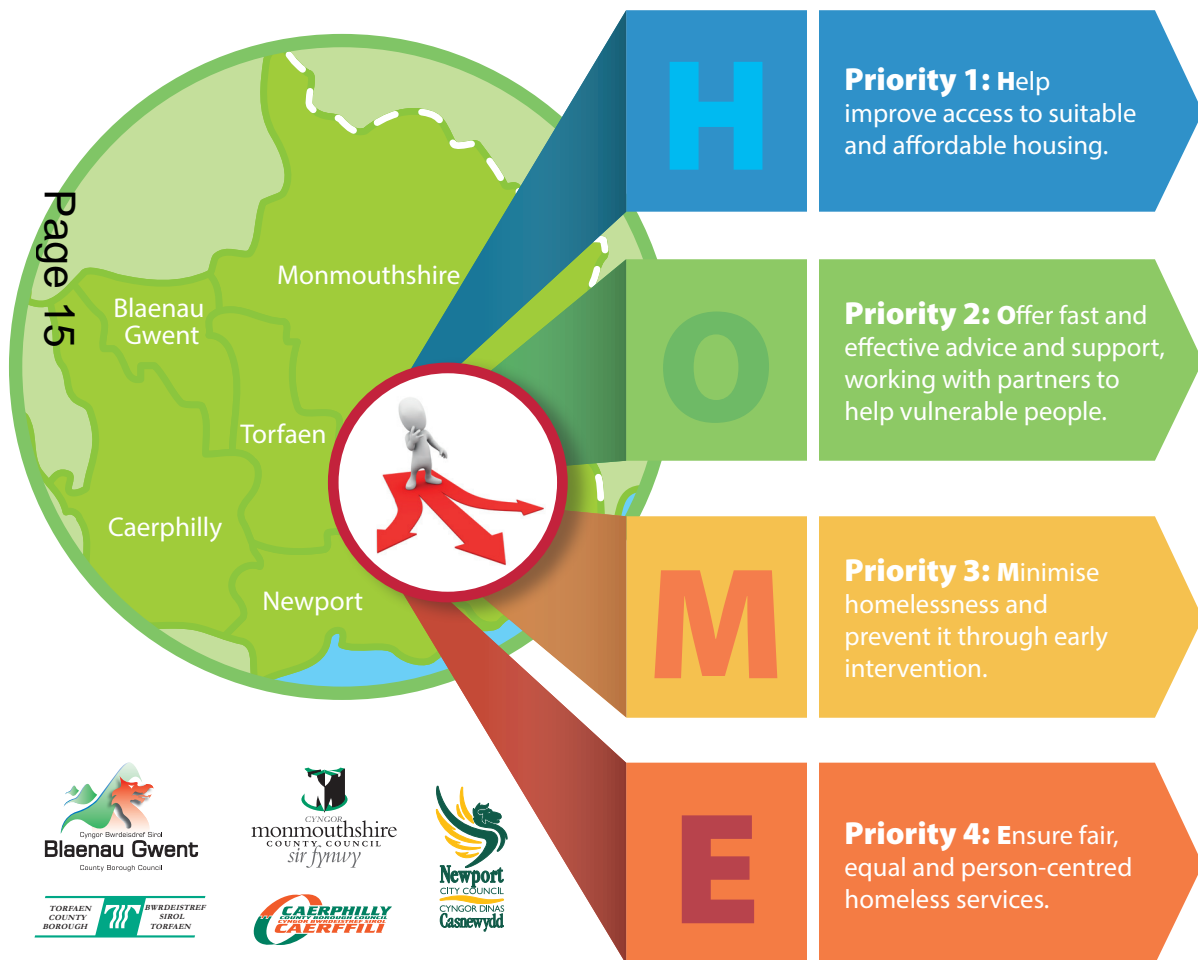 Page 15
Monmouthshire
Blaenau
Gwent
Torfaen
Caerphilly
Newport
H
Priority 1: Help
improve access to suitable
and affordable housing.
O
Priority 2: Offer fast and
effective advice and support,
working with partners to
help vulnerable people.
M
Priority 3: Minimise
homelessness and
prevent it through early
intervention.
E
Priority 4: Ensure fair,
equal and person-centred
homeless services.
Cyngor Bwrdeisdref Sirol
Blaenau Gwent
County Borough Council
CYNGOR
monmouthshire
COUNTY COUNCIL
sir fynwy
Newport
CITY COUNCIL
CYNGOR DINAS
Casnewydd
TORFAEN
COUNTY
BOROUGH
BWRDEISTREF
SIROL
TORFAEN
CAERPHILLY
COUNTY BOROUGH COUNCIL
CYNGOR BWRDEISTREF SIROL
CAERFFILI